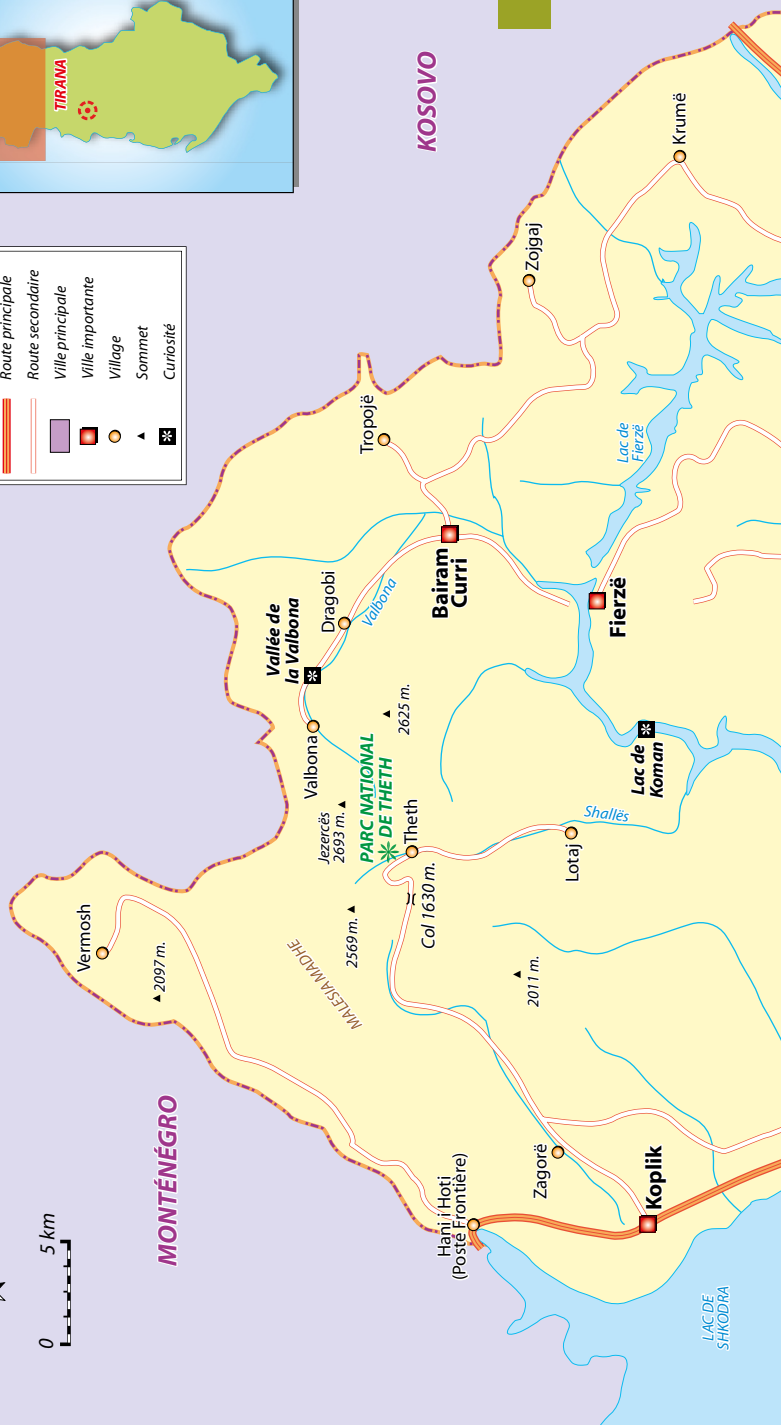 TIRANA
Route principale
Route secondaire
Ville principale
Ville importante
Village
Sommet
Curiosité
0
5 km
MONTÉNÉGRO
KOSOVO
Vermosh
2097 m.
MALESIA MADHE
Hani i Hoti
(Poste Frontière)
Zagorë
Koplik
LAC DE
SHKODRA
2569 m.
Jezercës
2693 m.
PARC NATIONAL
DE THETH
Theth
Col 1630 m.
2011 m.
Lotaj
Shallës
Valbona
Vallée de
la Valbona
Dragobi
Valbona
2625 m.
Tropojë
Bairam
Curri
Fierzë
Lac de
Koman
Lac de
Fierzë
Zojgaj
Krumë